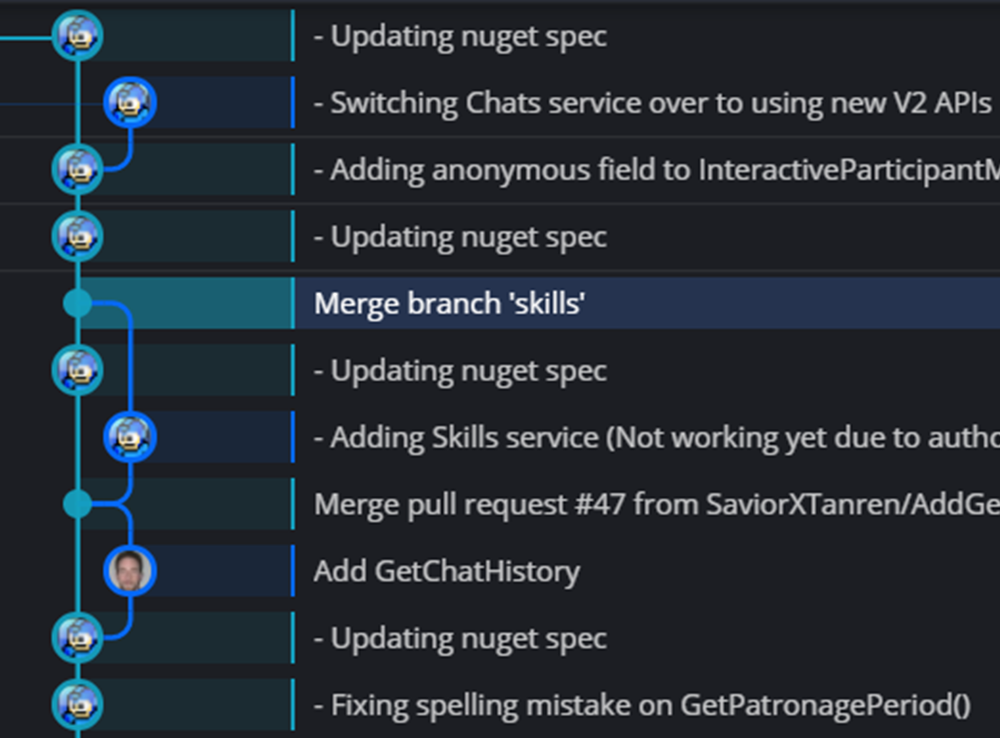 - Updating nuget spec
- Switching Chats service over to using new V2 APIs
- Adding anonymous field to InteractiveParticipantM
- Updating nuget spec
Merge branch 'skills'
- Updating nuget spec
- Adding Skills service (Not working yet due to autho
Merge pull request #47 from SaviorXTanren/AddGe
Add GetChatHistory
- Updating nuget spec
- Fixing spelling mistake on GetPatronagePeriod()